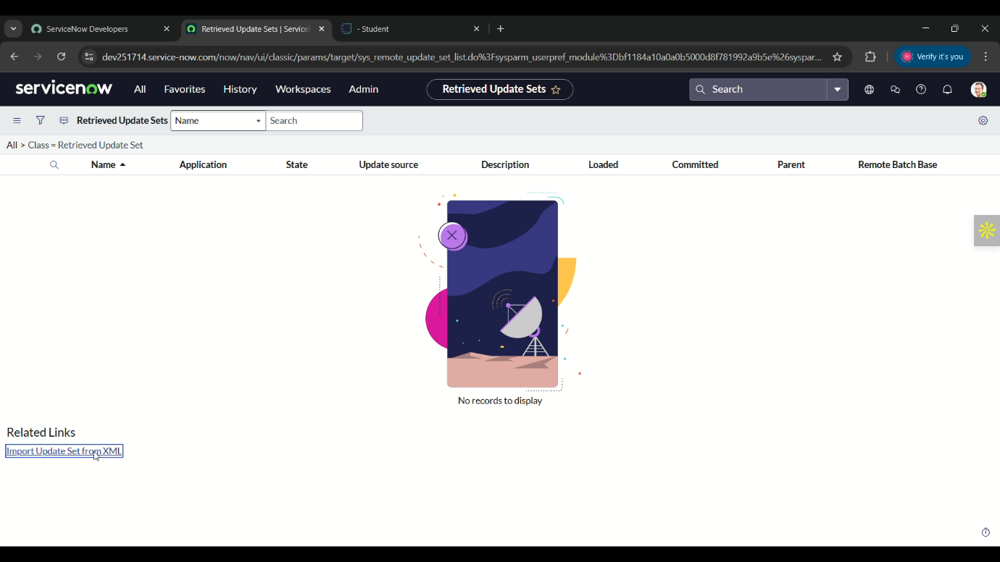 ServiceNow Developers
Retrieved Update Sets | Service
- Student
dev251714.service-now.com/now/nav/ui/classic/params/target/sys_remote_update_set_list.do%3Fsysparm_userpref_module%3Dbf1184a10a0a0b5000d8f781992a9b5e%26syspar...
Verify it's you
servicenow
All
Favorites
History
Workspaces
Admin
Retrieved Update Sets
Search
Retrieved Update Sets
Name
Search
All > Class = Retrieved Update Set
Name
Application
State
Update source
Description
Loaded
Committed
Parent
Remote Batch Base
No records to display
Related Links
Import Update Set from XML